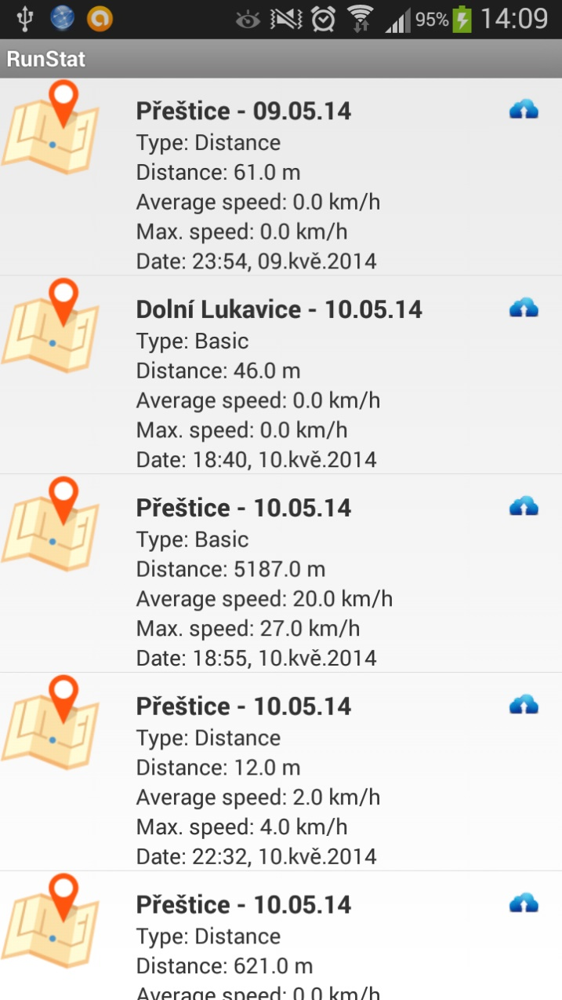 95% 14:09
RunStat
Přeštice - 09.05.14
Type: Distance
Distance: 61.0 m
Average speed: 0.0 km/h
Max. speed: 0.0 km/h
Date: 23:54, 09.kvě.2014
Dolní Lukavice - 10.05.14
Type: Basic
Distance: 46.0 m
Average speed: 0.0 km/h
Max. speed: 0.0 km/h
Date: 18:40, 10.kvě.2014
Přeštice - 10.05.14
Type: Basic
Distance: 5187.0 m
Average speed: 20.0 km/h
Max. speed: 27.0 km/h
Date: 18:55, 10.kvě.2014
Přeštice - 10.05.14
Type: Distance
Distance: 12.0 m
Average speed: 2.0 km/h
Max. speed: 4.0 km/h
Date: 22:32, 10.kvě.2014
Přeštice - 10.05.14
Type: Distance
Distance: 621.0 m
Average speed: 0.0 km/h